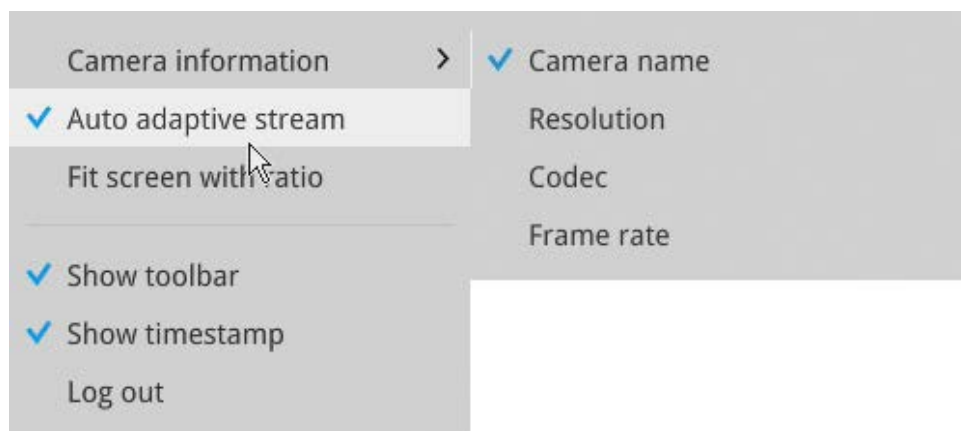 Camera information
Auto adaptive stream
Fit screen with ratio
Show toolbar
Show timestamp
Log out
Camera name
Resolution
Codec
Frame rate